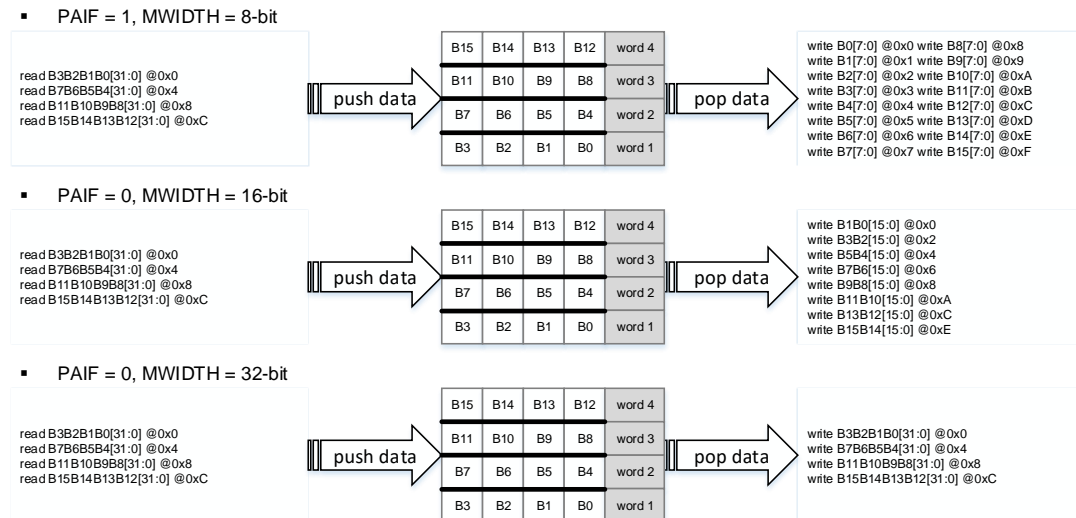 ▪ PAIF = 1, MWIDTH = 8-bit
read B3B2B1B0[31:0] @0x0
read B7B6B5B4[31:0] @0x4
read B11B10B9B8[31:0] @0x8
read B15B14B13B12[31:0] @0xC
push data
B15 B14 B13 B12 word 4
B11 B10 B9 B8 word 3
B7 B6 B5 B4 word 2
B3 B2 B1 B0 word 1
pop data
write B0[7:0] @0x0 write B8[7:0] @0x8
write B1[7:0] @0x1 write B9[7:0] @0x9
write B2[7:0] @0x2 write B10[7:0] @0xA
write B3[7:0] @0x3 write B11[7:0] @0xB
write B4[7:0] @0x4 write B12[7:0] @0xC
write B5[7:0] @0x5 write B13[7:0] @0xD
write B6[7:0] @0x6 write B14[7:0] @0xE
write B7[7:0] @0x7 write B15[7:0] @0xF
▪ PAIF = 0, MWIDTH = 16-bit
read B3B2B1B0[31:0] @0x0
read B7B6B5B4[31:0] @0x4
read B11B10B9B8[31:0] @0x8
read B15B14B13B12[31:0] @0xC
push data
B15 B14 B13 B12 word 4
B11 B10 B9 B8 word 3
B7 B6 B5 B4 word 2
B3 B2 B1 B0 word 1
pop data
write B1B0[15:0] @0x0
write B3B2[15:0] @0x2
write B5B4[15:0] @0x4
write B7B6[15:0] @0x6
write B9B8[15:0] @0x8
write B11B10[15:0] @0xA
write B13B12[15:0] @0xC
write B15B14[15:0] @0xE
▪ PAIF = 0, MWIDTH = 32-bit
read B3B2B1B0[31:0] @0x0
read B7B6B5B4[31:0] @0x4
read B11B10B9B8[31:0] @0x8
read B15B14B13B12[31:0] @0xC
push data
B15 B14 B13 B12 word 4
B11 B10 B9 B8 word 3
B7 B6 B5 B4 word 2
B3 B2 B1 B0 word 1
pop data
write B3B2B1B0[31:0] @0x0
write B7B6B5B4[31:0] @0x4
write B11B10B9B8[31:0] @0x8
write B15B14B13B12[31:0] @0xC